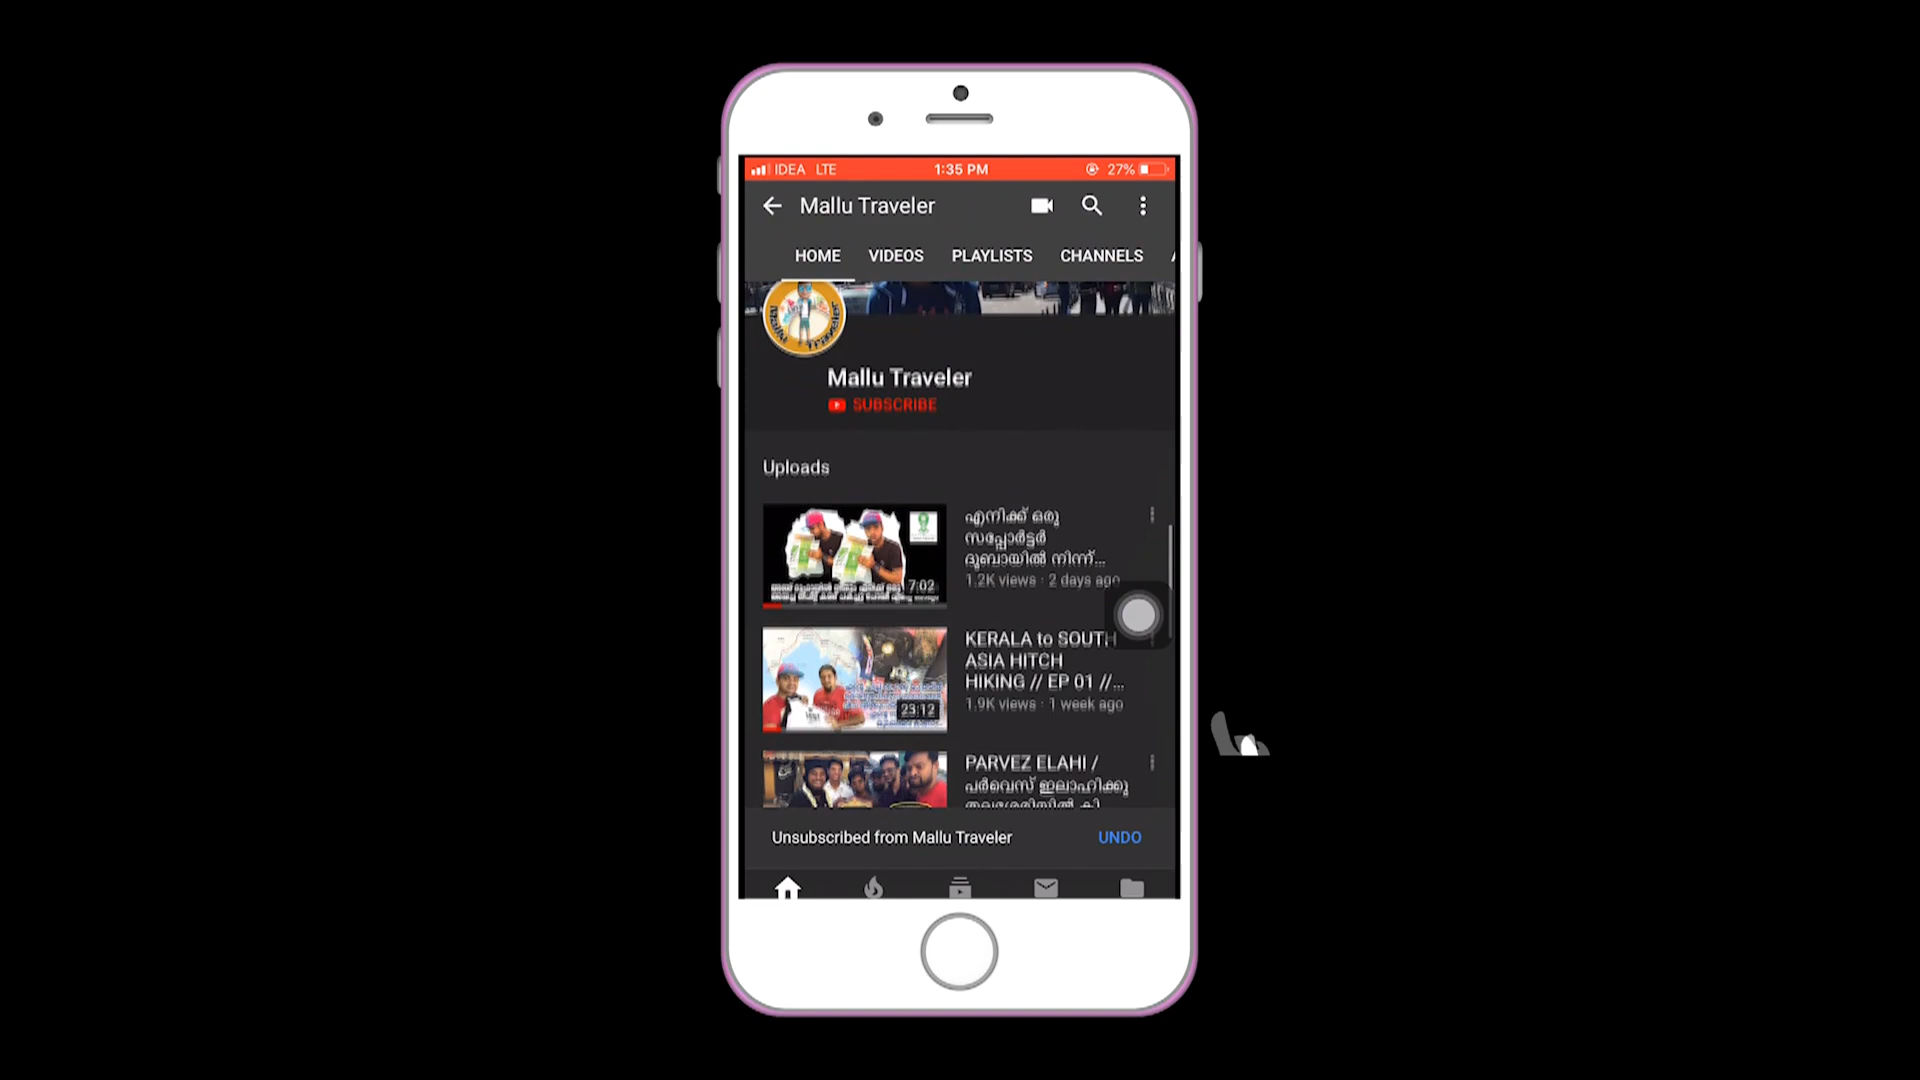 IDEA LTE 1:35 PM 27%
Mallu Traveler
HOME VIDEOS PLAYLISTS CHANNELS
Mallu Traveler
SUBSCRIBE
Uploads
എനിക്ക് ഒരു
സപ്പോർട്ടർ
ദുബായിൽ നിന്ന്...
1.2K views · 2 days ago
7:02
KERALA to SOUTH
ASIA HITCH
HIKING // EP 01 //...
1.9K views · 1 week ago
23:12
PARVEZ ELAHI /
പർവെസ് ഇലാഹിക്കു
Unsubscribed from Mallu Traveler UNDO